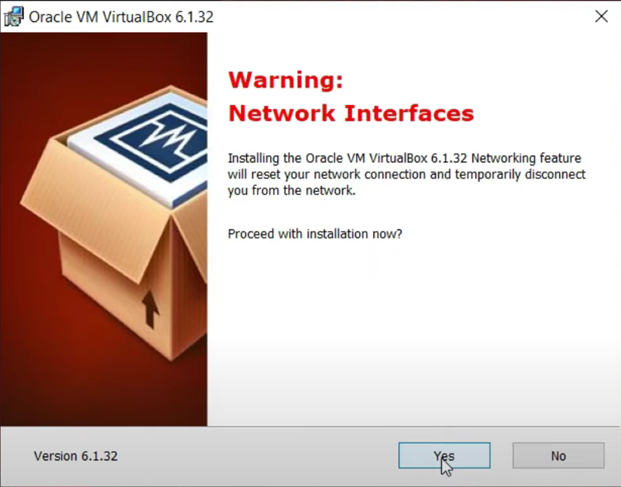 Oracle VM VirtualBox 6.1.32
Warning:
Network Interfaces
Installing the Oracle VM VirtualBox 6.1.32 Networking feature
will reset your network connection and temporarily disconnect
you from the network.
Proceed with installation now?
Version 6.1.32
Yes
No